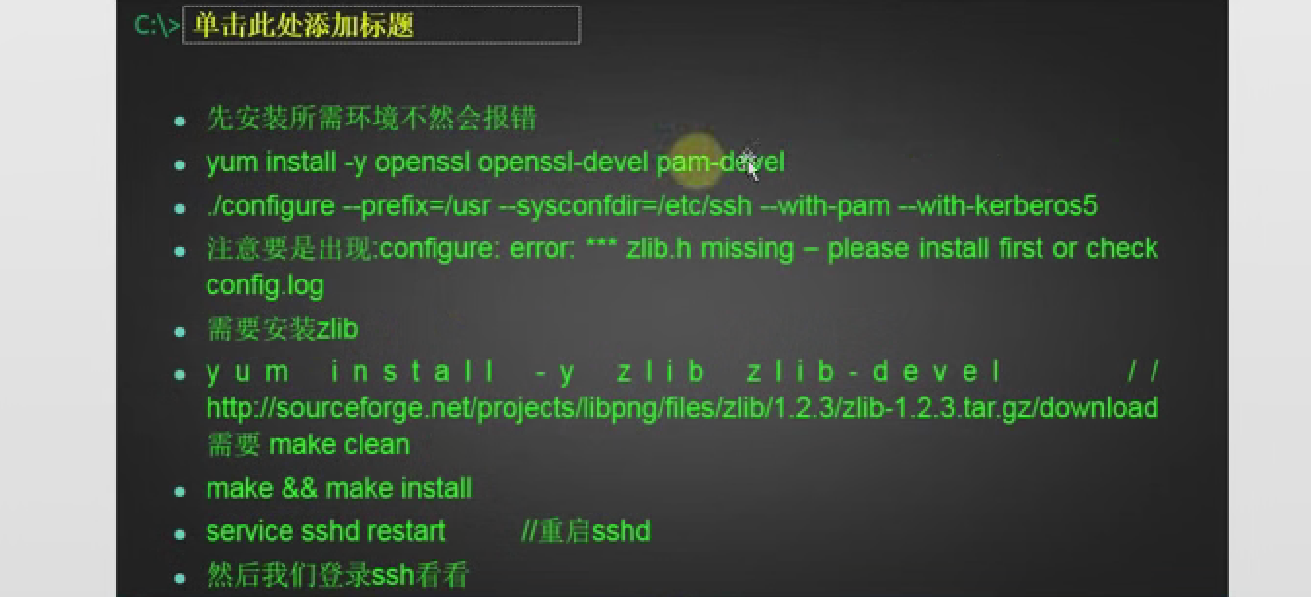 C:\> 单击此处添加标题
先安装所需环境不然会报错
yum install -y openssl openssl-devel pam-devel
./configure --prefix=/usr --sysconfdir=/etc/ssh --with-pam --with-kerberos5
注意要是出现:configure: error: *** zlib.h missing – please install first or check
config.log
需要安装zlib
yum install -y zlib zlib-devel //
http://sourceforge.net/projects/libpng/files/zlib/1.2.3/zlib-1.2.3.tar.gz/download
需要 make clean
make && make install
service sshd restart //重启sshd
然后我们登录ssh看看